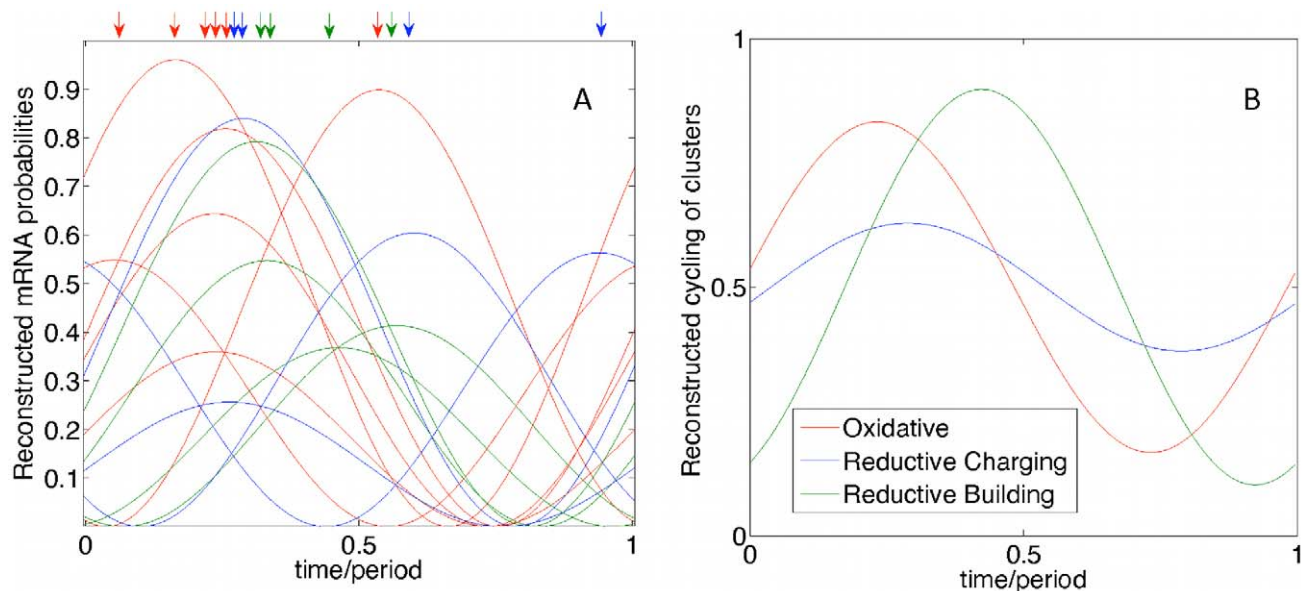 A
Reconstructed mRNA probabilities
0.9
0.8
0.7
0.6
0.5
0.4
0.3
0.2
0.1
0
0.5
1
time/period
B
Reconstructed cycling of clusters
1
0.5
0
Oxidative
Reductive Charging
Reductive Building
0
0.5
1
time/period